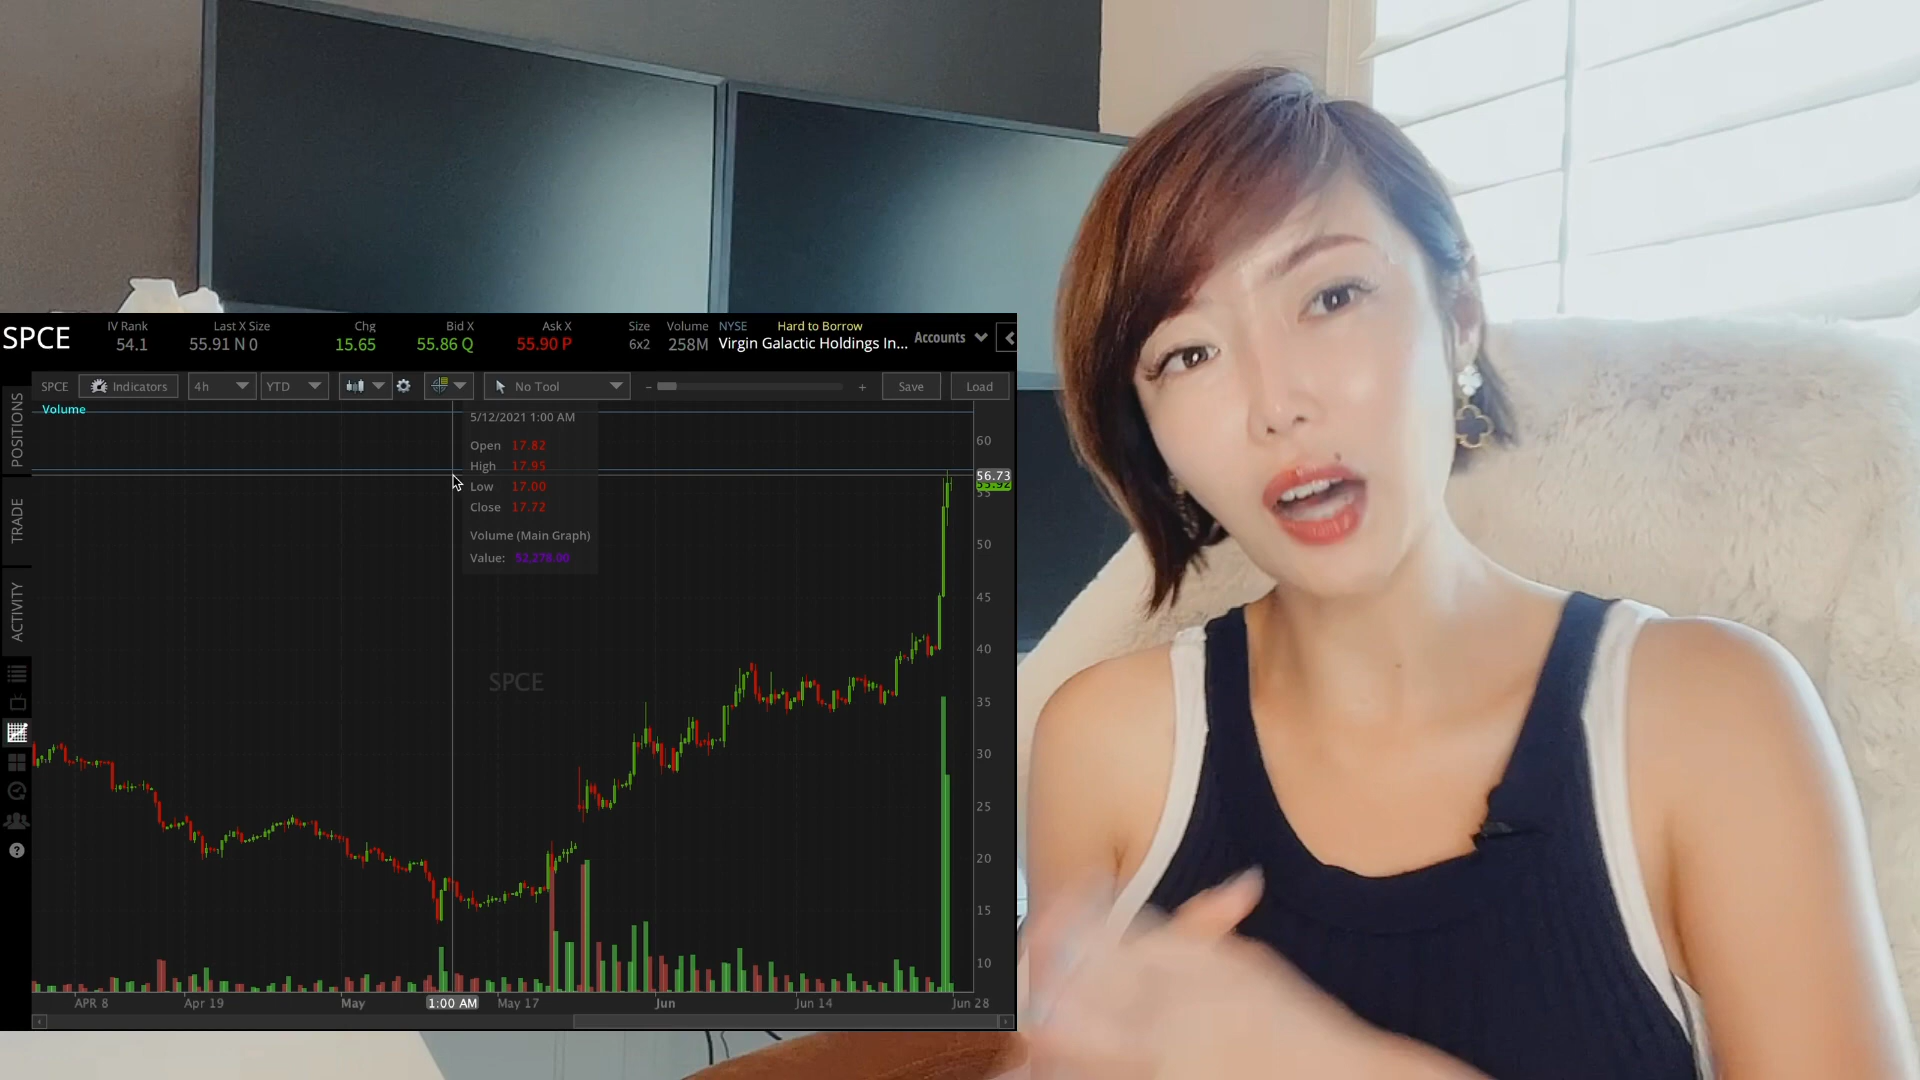 SPCE
IV Rank
54.1
Last X Size
55.91 N 0
Chg
15.65
Bid X
55.86 Q
Ask X
55.90 P
Size
6x2
Volume
258M
NYSE
Hard to Borrow
Virgin Galactic Holdings In...
Accounts
SPCE
Indicators
4h
YTD
No Tool
Save
Load
POSITIONS
TRADE
ACTIVITY
Volume
5/12/2021 1:00 AM
Open 17.82
High 17.95
Low 17.00
Close 17.72
Volume (Main Graph)
Value: 52,278.00
SPCE
60
56.73
55.92
55
50
45
40
35
30
25
20
15
10
APR 8
Apr 19
May
1:00 AM
May 17
Jun
Jun 14
Jun 28